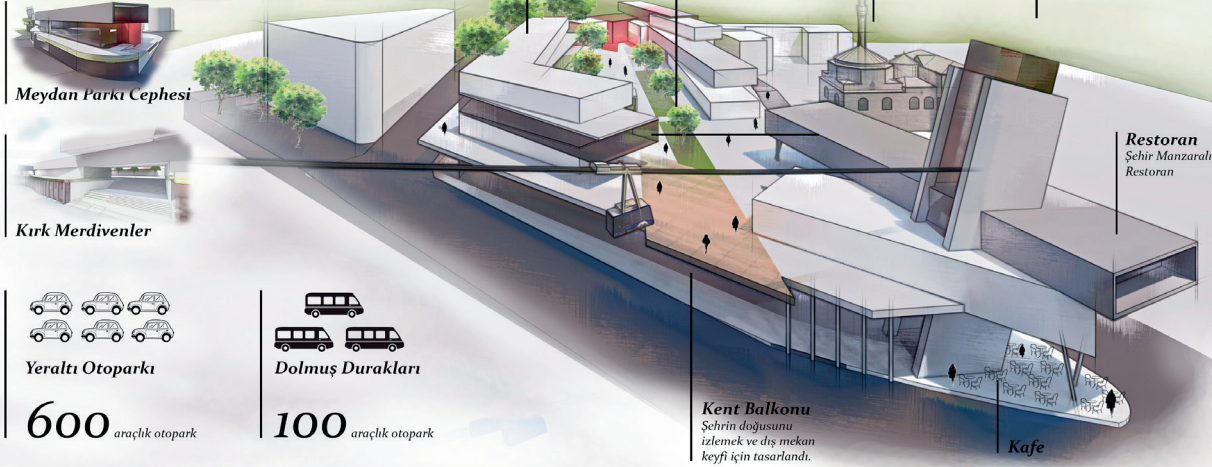 Meydan Parkı Cephesi
Kırk Merdivenler
Yeraltı Otoparkı
600 araçlık otopark
Dolmuş Durakları
100 araçlık otopark
Kent Balkonu
Şehrin doğusunu
izlemek ve dış mekan
keyfi için tasarlandı.
Kafe
Restoran
Şehir Manzaralı
Restoran